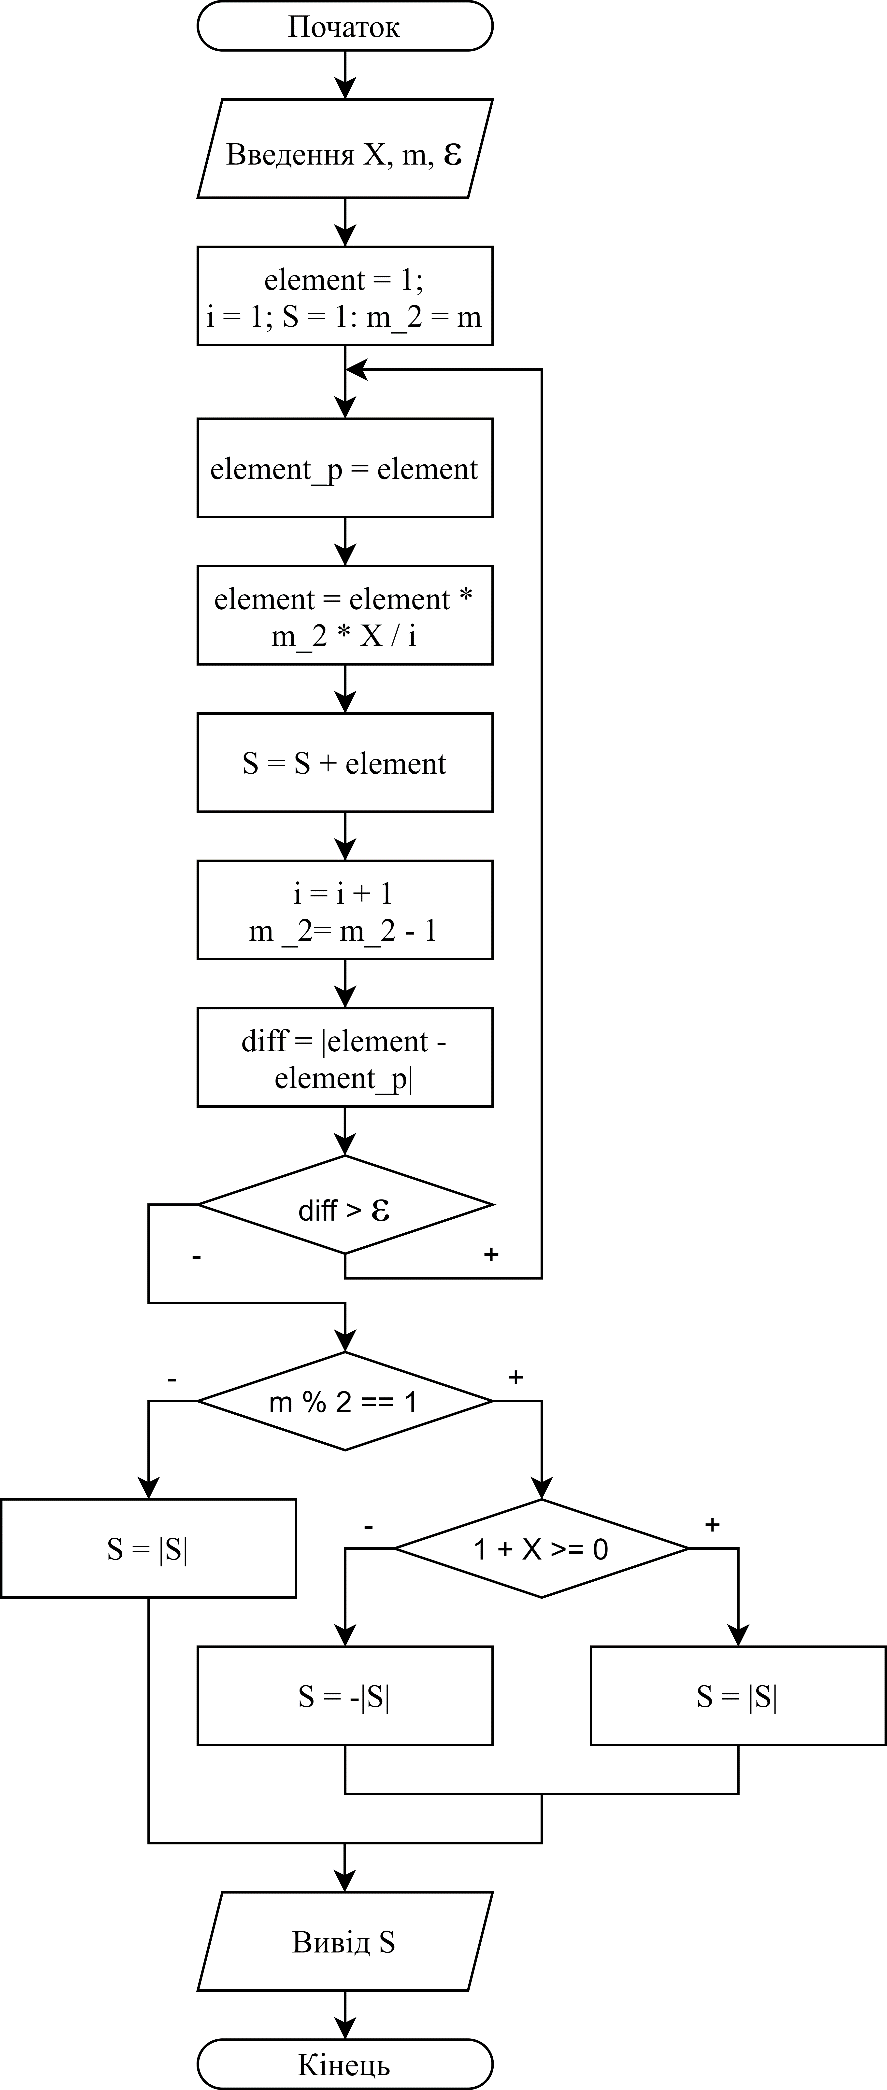 Початок
Введення X, m, ε
element = 1;
i = 1; S = 1: m_2 = m
element_p = element
element = element *
m_2 * X / i
S = S + element
i = i + 1
m _2= m_2 - 1
diff = |element -
element_p|
diff > ε
- +
- +
m % 2 == 1
- +
1 + X >= 0
S = |S|
S = -|S|
S = |S|
Вивід S
Кінець